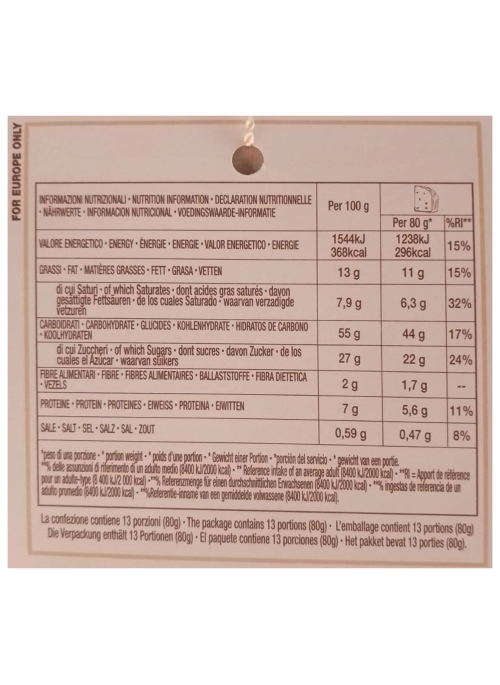 FOR EUROPE ONLY
INFORMAZIONI NUTRIZIONALI • NUTRITION INFORMATION • DECLARATION NUTRITIONNELLE
• NÄHRWERTE • INFORMACION NUTRICIONAL • VOEDINGSWAARDE-INFORMATIE
Per 100 g
Per 80 g* %RI**
VALORE ENERGETICO • ENERGY • ÉNERGIE • ENERGIE • VALOR ENERGETICO • ENERGIE
1544kJ 1238kJ
368kcal 296kcal
15%
GRASSI • FAT • MATIÈRES GRASSES • FETT • GRASA • VETTEN 13 g 11 g 15%
di cui Saturi • of which Saturates • dont acides gras saturés • davon
gesättigte Fettsäuren • de los cuales Saturado • waarvan verzadigde
vetzuren
7,9 g 6,3 g 32%
CARBOIDRATI • CARBOHYDRATE • GLUCIDES • KOHLENHYDRATE • HIDRATOS DE CARBONO
• KOOLHYDRATEN
55 g 44 g 17%
di cui Zuccheri • of which Sugars • dont sucres • davon Zucker • de los
cuales el Azúcar • waarvan suikers
27 g 22 g 24%
FIBRE ALIMENTARI • FIBRE • FIBRES ALIMENTAIRES • BALLASTSTOFFE • FIBRA DIETETICA
• VEZELS
2 g 1,7 g --
PROTEINE • PROTEIN • PROTEINES • EIWEISS • PROTEINA • EIWITTEN 7 g 5,6 g 11%
SALE • SALT • SEL • SALZ • SAL • ZOUT 0,59 g 0,47 g 8%
*peso di una porzione • * portion weight • * poids d'une portion • * Gewicht einer Portion • *porción del servicio • * gewicht van een portie.
**% delle assunzioni di riferimento di un adulto medio (8400 kJ/2000 kcal) • ** Reference intake of an average adult (8400 kJ/2000 kcal) • **RI = Apport de référence
pour un adulte-type (8 400 kJ/2 000 kcal) •**% Referenzmenge für einen durchschnittlichen Erwachsenen (8400 kJ/2000 kcal) • **% ingestas de referencia de un
adulto promedio (8400 kJ/2000 kcal) • **%Referentie-inname van een gemiddelde volwassene (8400 kJ/2000 kcal).
La confezione contiene 13 porzioni (80g) • The package contains 13 portions (80g) • L'emballage contient 13 portions (80g)
Die Verpackung enthält 13 Portionen (80g) • El paquete contiene 13 porciones (80g) • Het pakket bevat 13 porties (80g).